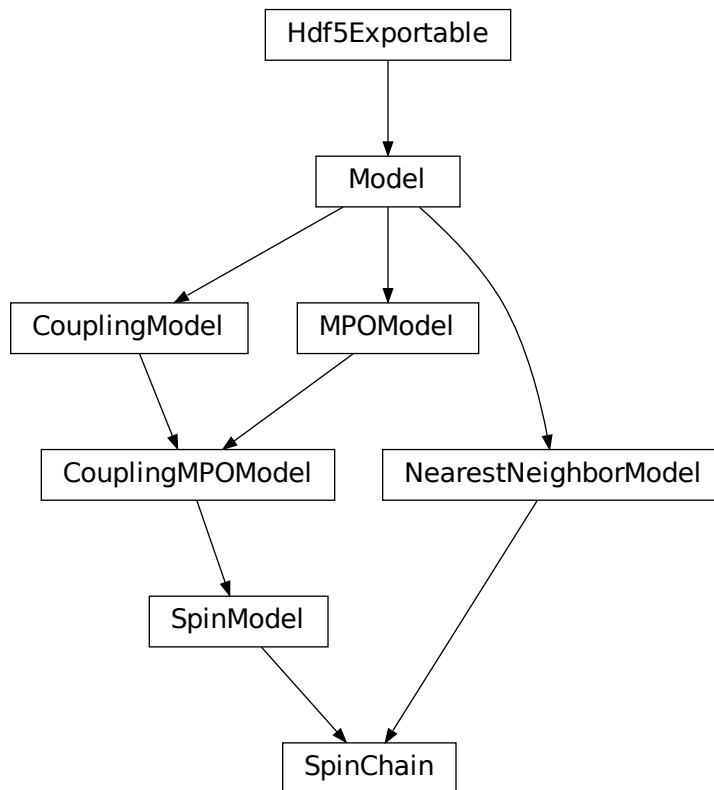 Hdf5Exportable
Model
CouplingModel
MPOModel
CouplingMPOModel
NearestNeighborModel
SpinModel
SpinChain